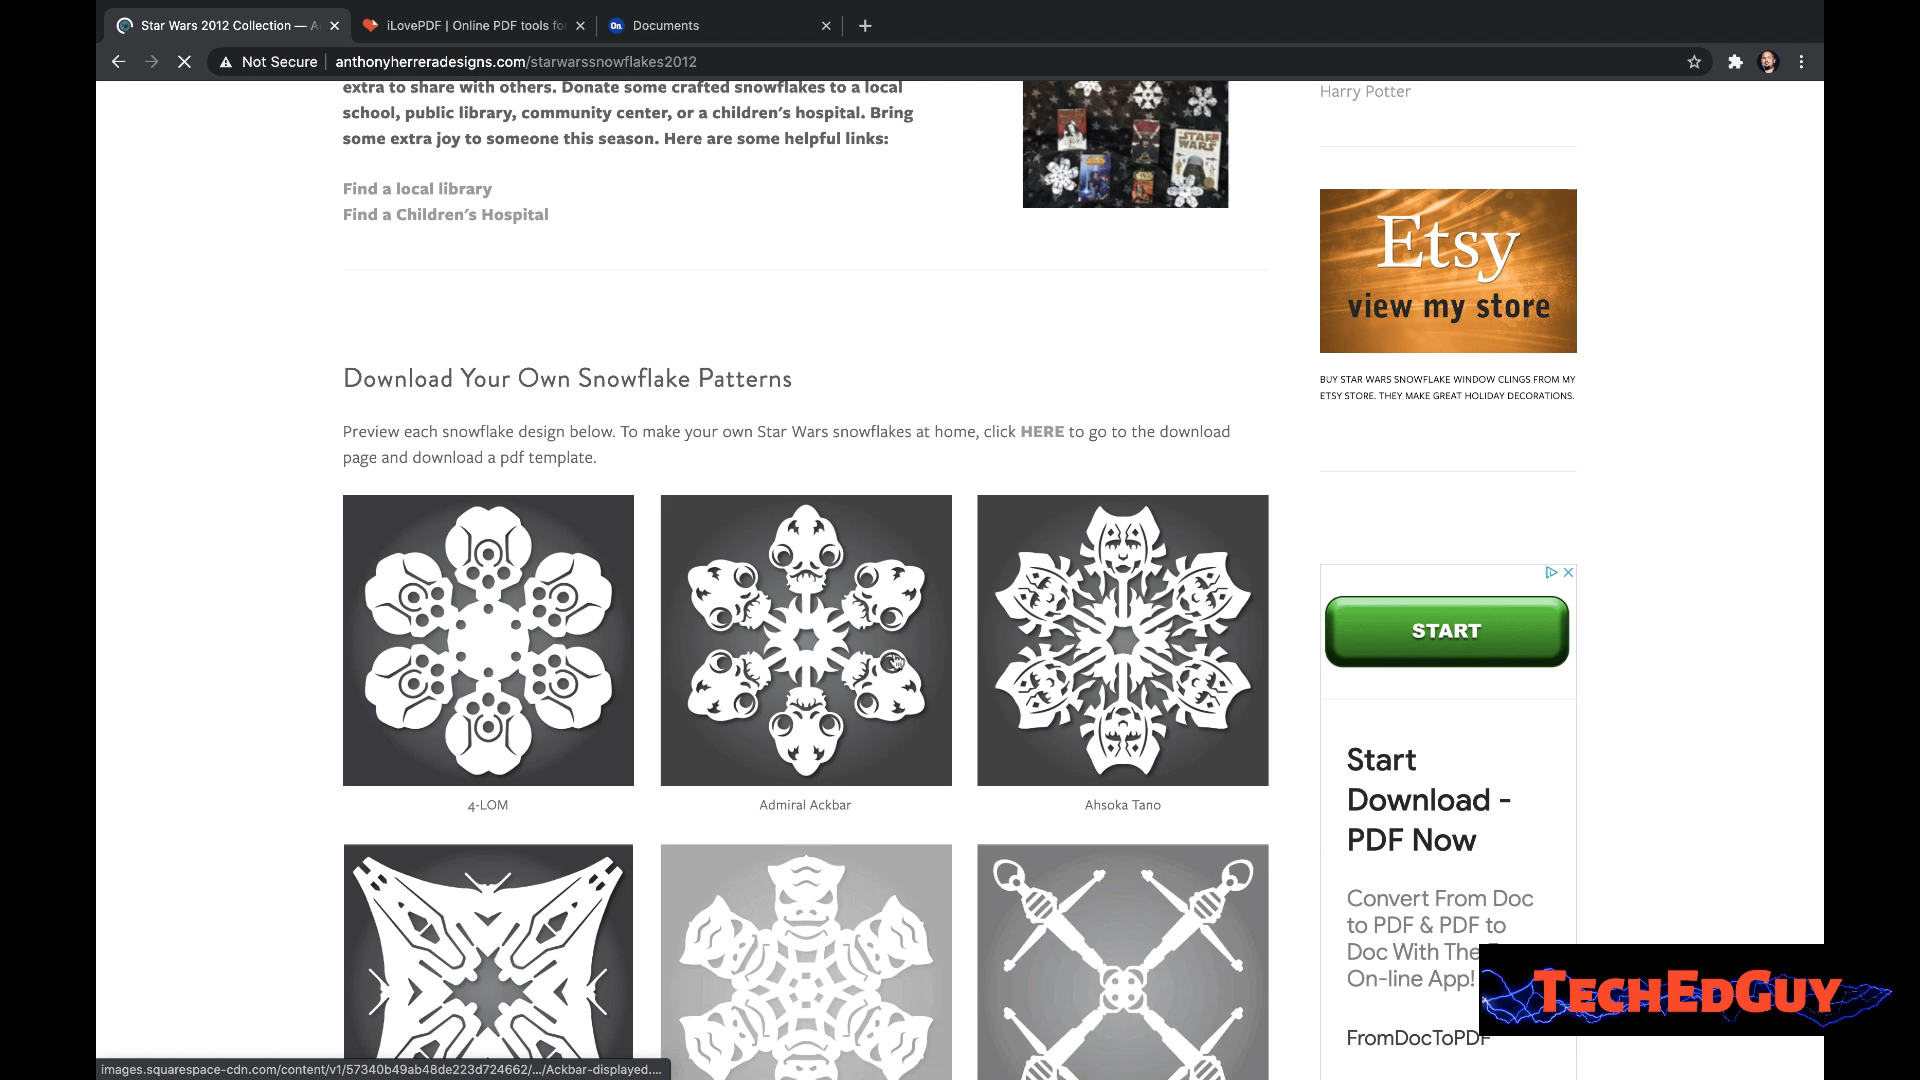 Star Wars 2012 Collection — A
iLovePDF | Online PDF tools fo
On
Documents
Not Secure
anthonyherreradesigns.com/starwarssnowflakes2012
extra to share with others. Donate some crafted snowflakes to a local
school, public library, community center, or a children's hospital. Bring
some extra joy to someone this season. Here are some helpful links:
Find a local library
Find a Children's Hospital
STAR WARS
Harry Potter
Etsy
view my store
BUY STAR WARS SNOWFLAKE WINDOW CLINGS FROM MY
ETSY STORE. THEY MAKE GREAT HOLIDAY DECORATIONS.
Download Your Own Snowflake Patterns
Preview each snowflake design below. To make your own Star Wars snowflakes at home, click HERE to go to the download
page and download a pdf template.
4-LOM
Admiral Ackbar
Ahsoka Tano
START
Start
Download -
PDF Now
Convert From Doc
to PDF & PDF to
Doc With The
On-line App!
FromDocToPDF
TECHEDGUY
images.squarespace-cdn.com/content/v1/57340b49ab48de223d724662/.../Ackbar-displayed....